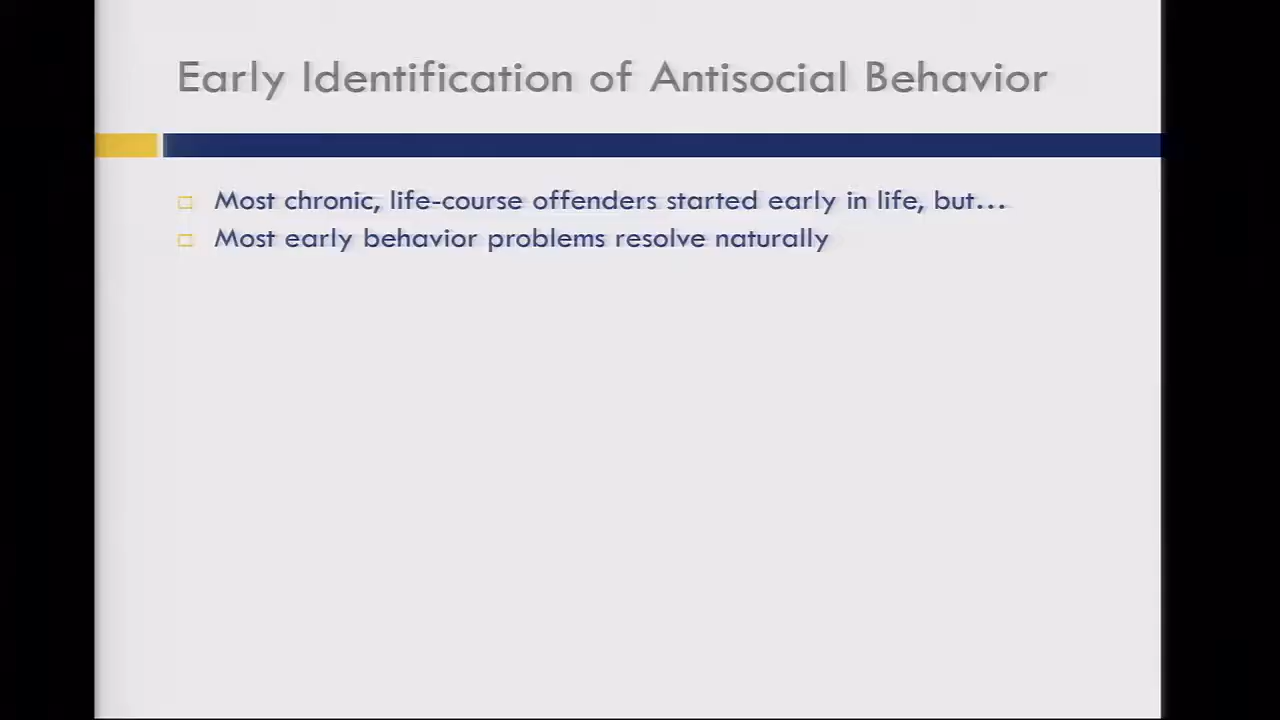 Early Identification of Antisocial Behavior
Most chronic, life-course offenders started early in life, but...
Most early behavior problems resolve naturally